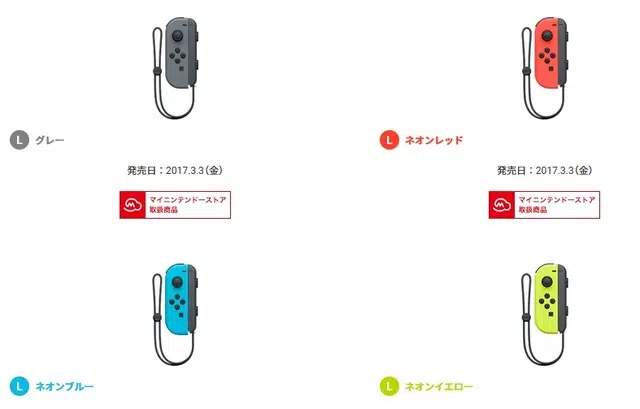 L グレー
L ネオンレッド
発売日：2017.3.3（金）
発売日：2017.3.3（金）
マイニンテンドーストア
取扱商品
マイニンテンドーストア
取扱商品
L ネオンブルー
L ネオンイエロー